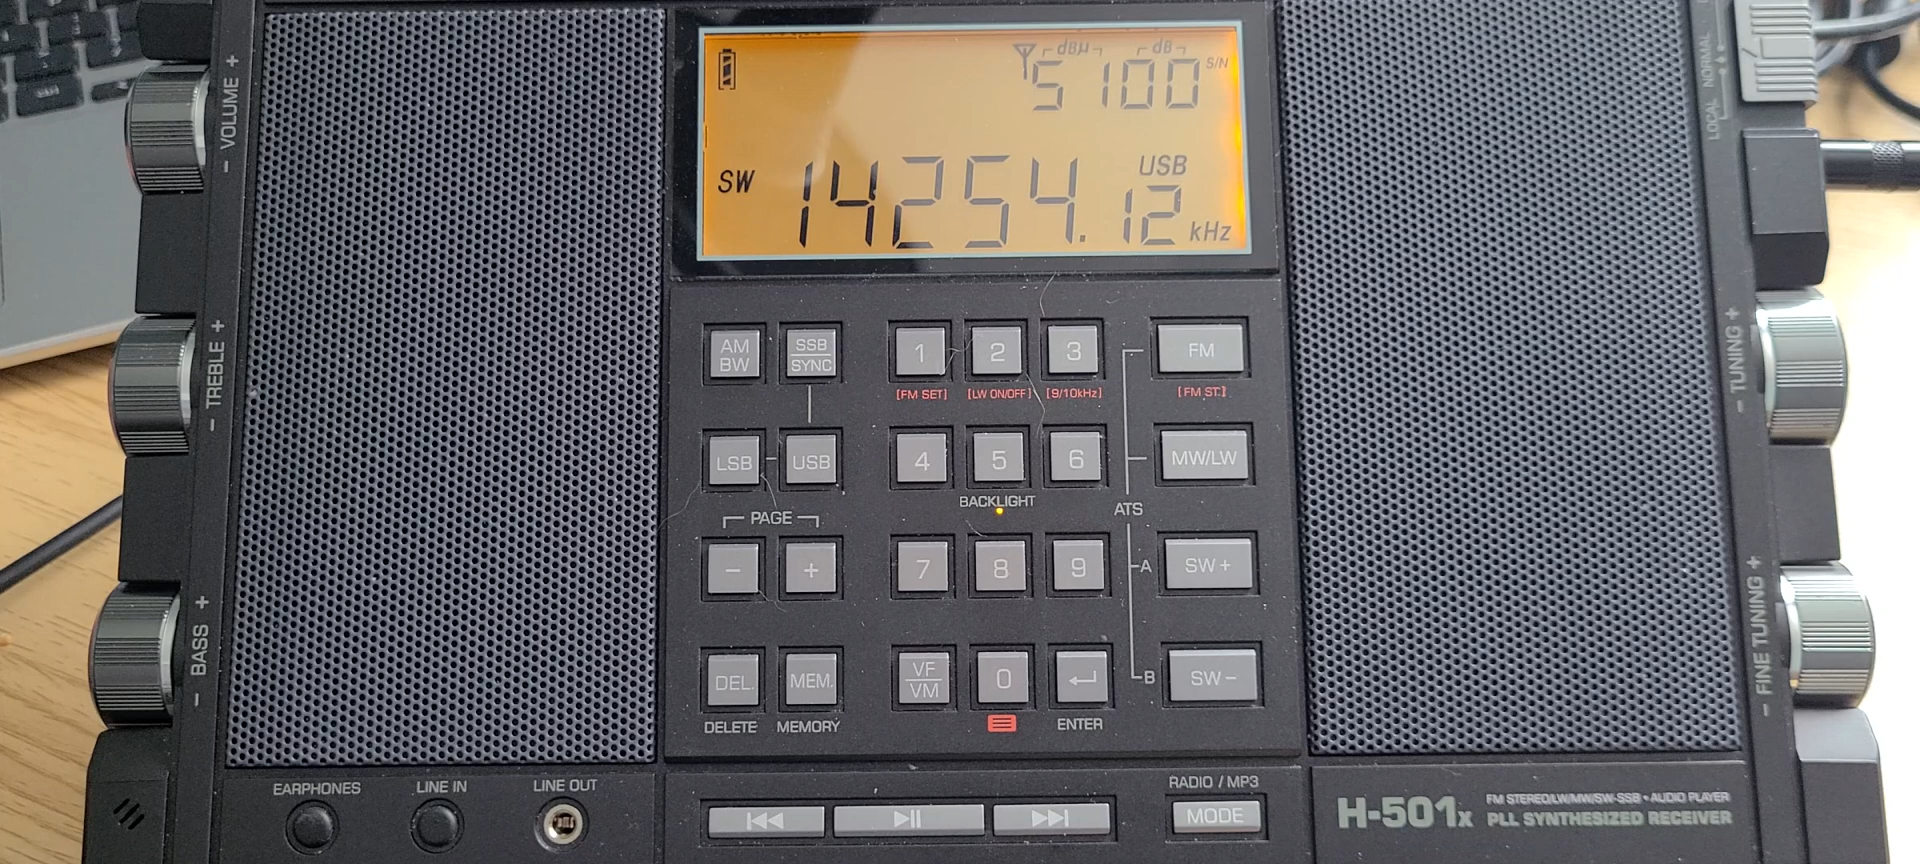 dBµ dB
5 100 S/N
SW 14254.12 USB kHz
- VOLUME +
- TREBLE +
- BASS +
LOCAL NORMAL
- TUNING +
- FINE TUNING +
AM BW
SSB SYNC
1 2 3
FM
[FM SET] [LW ON/OFF] [9/10kHz]
[FM ST.]
LSB USB
4 5 6
MW/LW
BACKLIGHT
ATS
PAGE
- +
7 8 9
A
SW +
DEL. MEM.
VF VM
0
B
SW -
DELETE MEMORY
ENTER
EARPHONES LINE IN LINE OUT
RADIO / MP3
MODE
H-501x
FM STEREO/LW/MW/SW-SSB • AUDIO PLAYER
PLL SYNTHESIZED RECEIVER